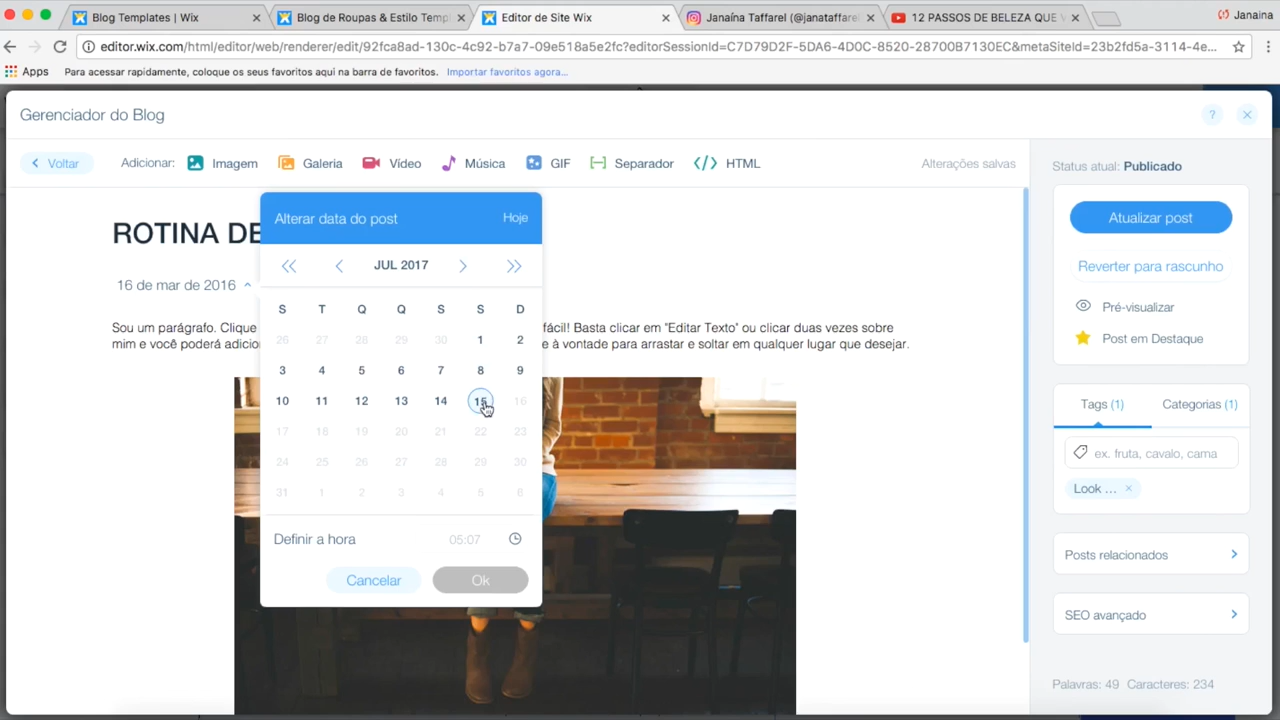 Blog Templates | Wix
Blog de Roupas & Estilo Templ
Editor de Site Wix
Janaína Taffarel (@janataffarel
12 PASSOS DE BELEZA QUE
Janaina
editor.wix.com/html/editor/web/renderer/edit/92fca8ad-130c-4c92-b7a7-09e518a5e2fc?editorSessionId=C7D79D2F-5DA6-4D0C-8520-28700B7130EC&metaSiteId=23b2fd5a-3114-4e...
Apps Para acessar rapidamente, coloque os seus favoritos aqui na barra de favoritos. Importar favoritos agora...
Gerenciador do Blog
?
Voltar Adicionar: Imagem Galeria Vídeo Música GIF Separador HTML Alterações salvas
Status atual: Publicado
Atualizar post
Reverter para rascunho
Pré-visualizar
Post em Destaque
Tags (1) Categorias (1)
ex. fruta, cavalo, cama
Look ... ×
Posts relacionados
SEO avançado
Palavras: 49 Caracteres: 234
ROTINA DE
16 de mar de 2016
Sou um parágrafo. Clique fácil! Basta clicar em "Editar Texto" ou clicar duas vezes sobre
mim e você poderá adicio à vontade para arrastar e soltar em qualquer lugar que desejar.
Alterar data do post Hoje
JUL 2017
S T Q Q S S D
26 27 28 29 30 1 2
3 4 5 6 7 8 9
10 11 12 13 14 15 16
17 18 19 20 21 22 23
24 25 26 27 28 29 30
31 1 2 3 4 5 6
Definir a hora 05:07
Cancelar Ok